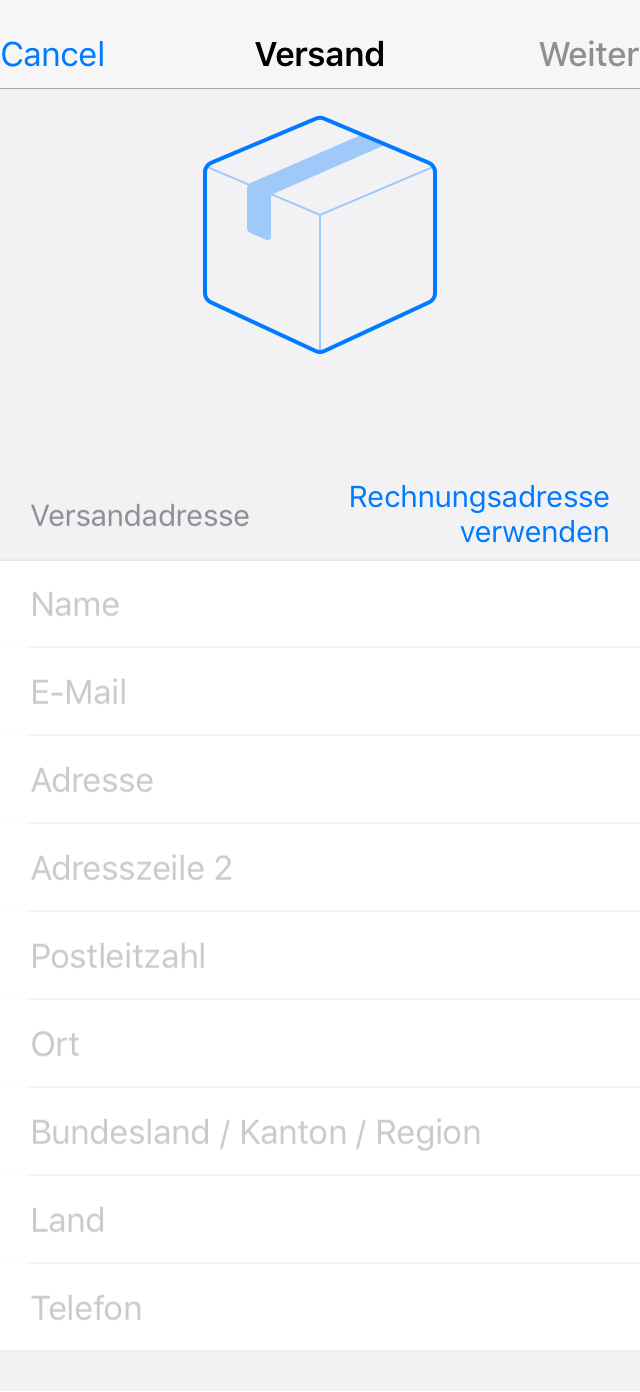 Cancel Versand Weiter
Versandadresse
Rechnungsadresse
verwenden
Name
E-Mail
Adresse
Adresszeile 2
Postleitzahl
Ort
Bundesland / Kanton / Region
Land
Telefon